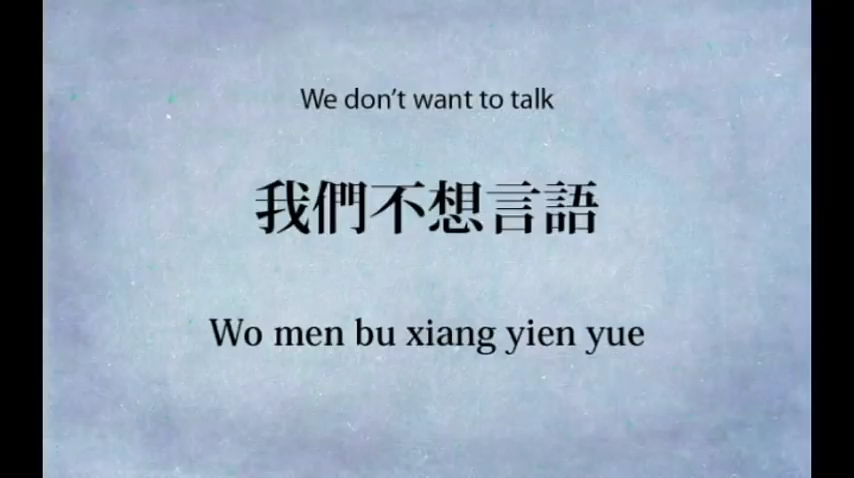 We don't want to talk
我們不想言語
Wo men bu xiang yien yue